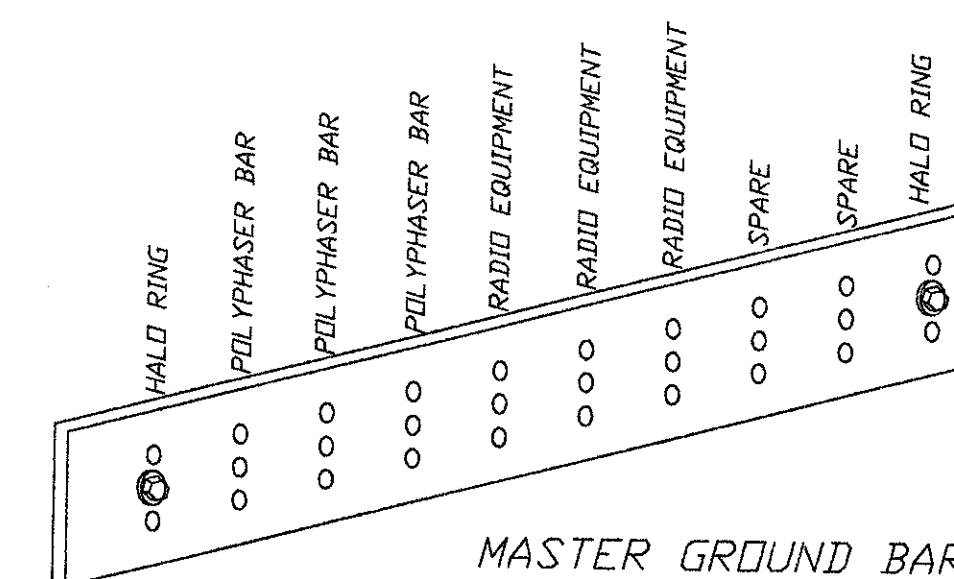 HALO RING
POLYPHASER BAR
POLYPHASER BAR
POLYPHASER BAR
RADIO EQUIPMENT
RADIO EQUIPMENT
RADIO EQUIPMENT
SPARE
SPARE
HALO RING
MASTER GROUND BAR